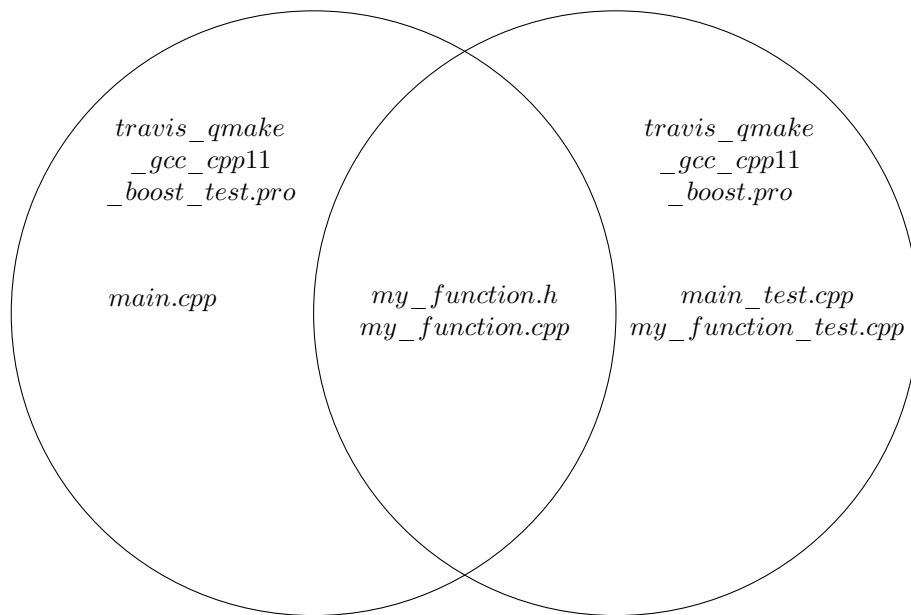 travis_qmake
_gcc_cpp11
_boost_test.pro
main.cpp
my_function.h
my_function.cpp
travis_qmake
_gcc_cpp11
_boost.pro
main_test.cpp
my_function_test.cpp